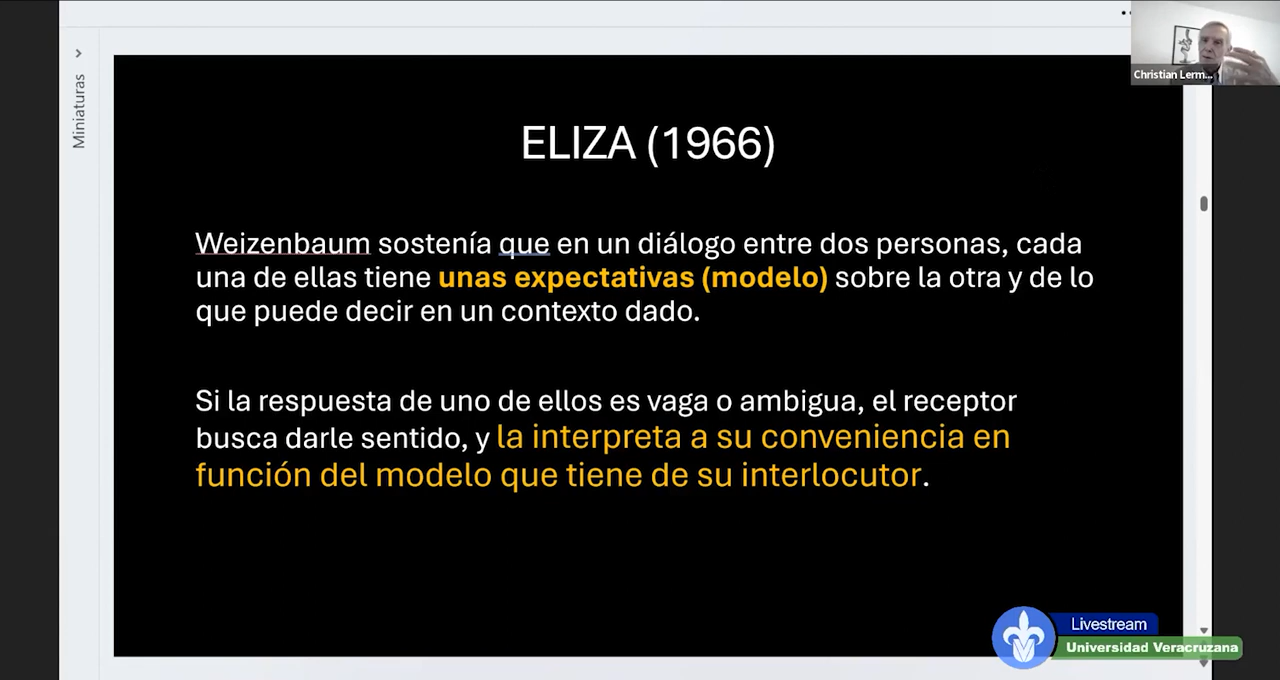 Miniaturas
Christian Lerm...
ELIZA (1966)
Weizenbaum sostenía que en un diálogo entre dos personas, cada
una de ellas tiene unas expectativas (modelo) sobre la otra y de lo
que puede decir en un contexto dado.
Si la respuesta de uno de ellos es vaga o ambigua, el receptor
busca darle sentido, y la interpreta a su conveniencia en
función del modelo que tiene de su interlocutor.
Livestream
Universidad Veracruzana